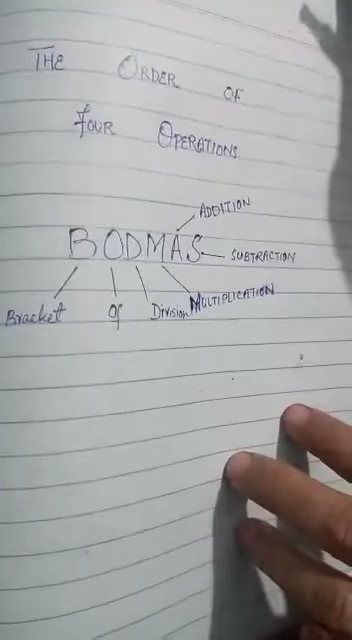 THE ORDER OF
FOUR OPERATIONS
ADDITION
BODMAS
SUBTRACTION
Bracket of Division MULTIPLICATION